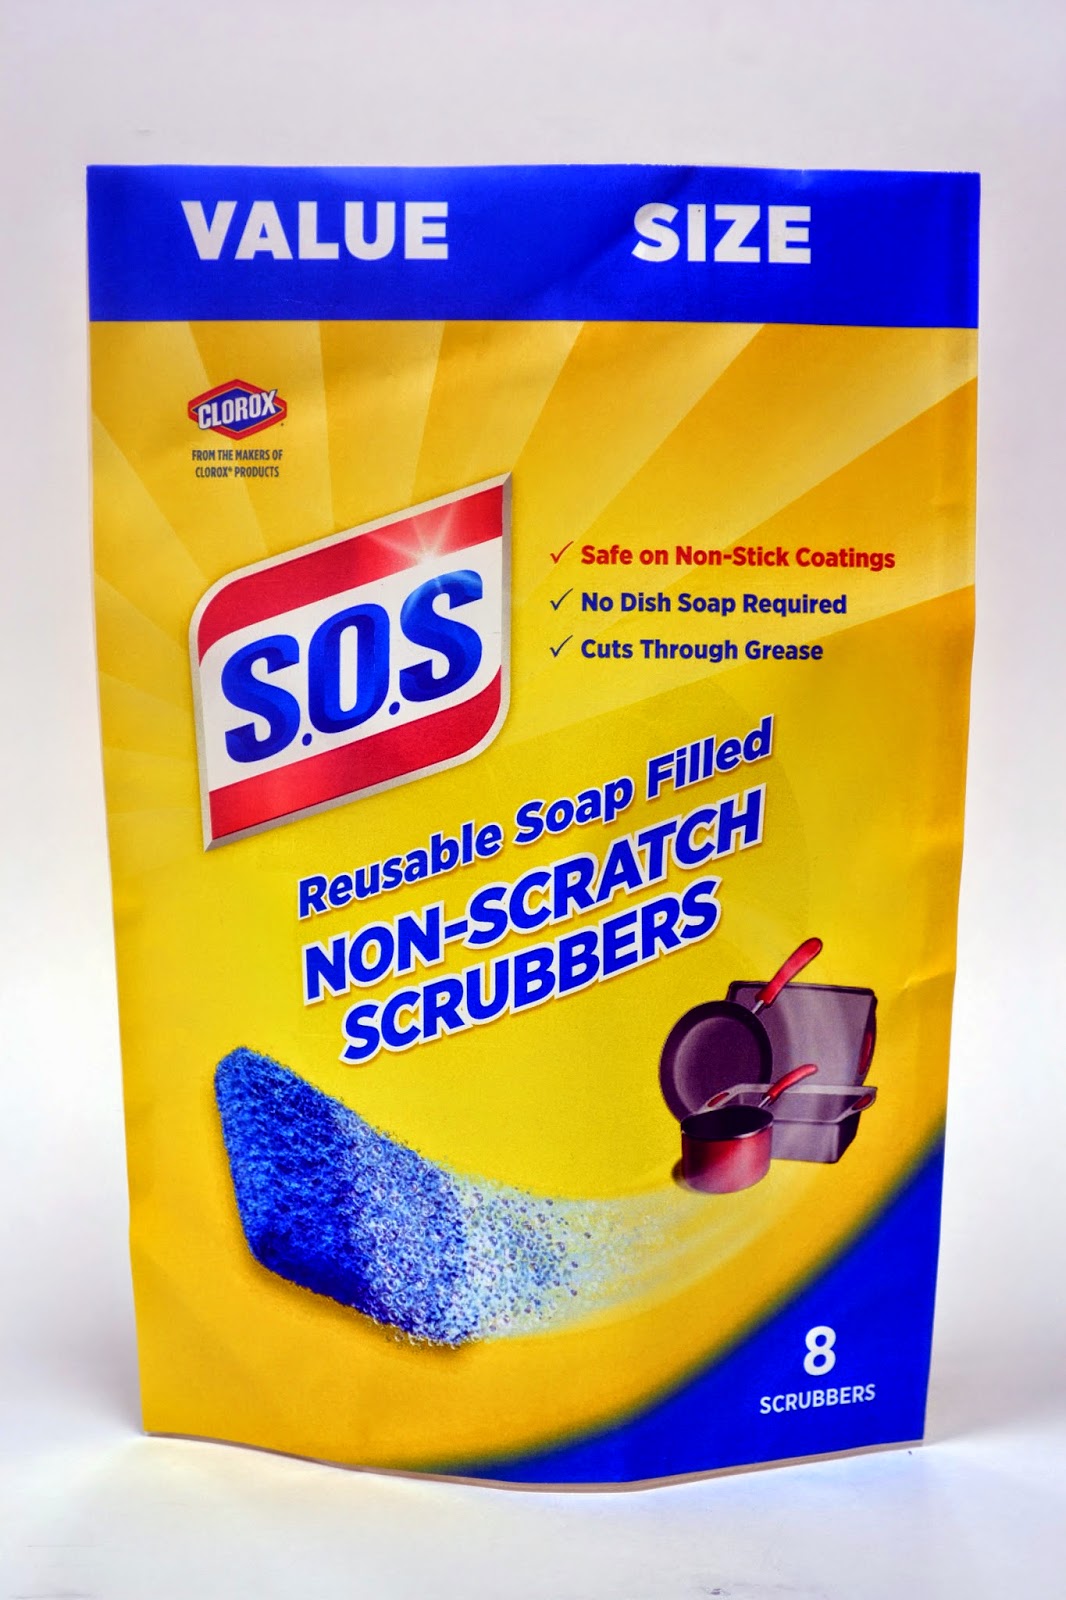 VALUE SIZE
CLOROX
FROM THE MAKERS OF
CLOROX® PRODUCTS
S.O.S
✓ Safe on Non-Stick Coatings
✓ No Dish Soap Required
✓ Cuts Through Grease
Reusable Soap Filled
NON-SCRATCH
SCRUBBERS
8
SCRUBBERS